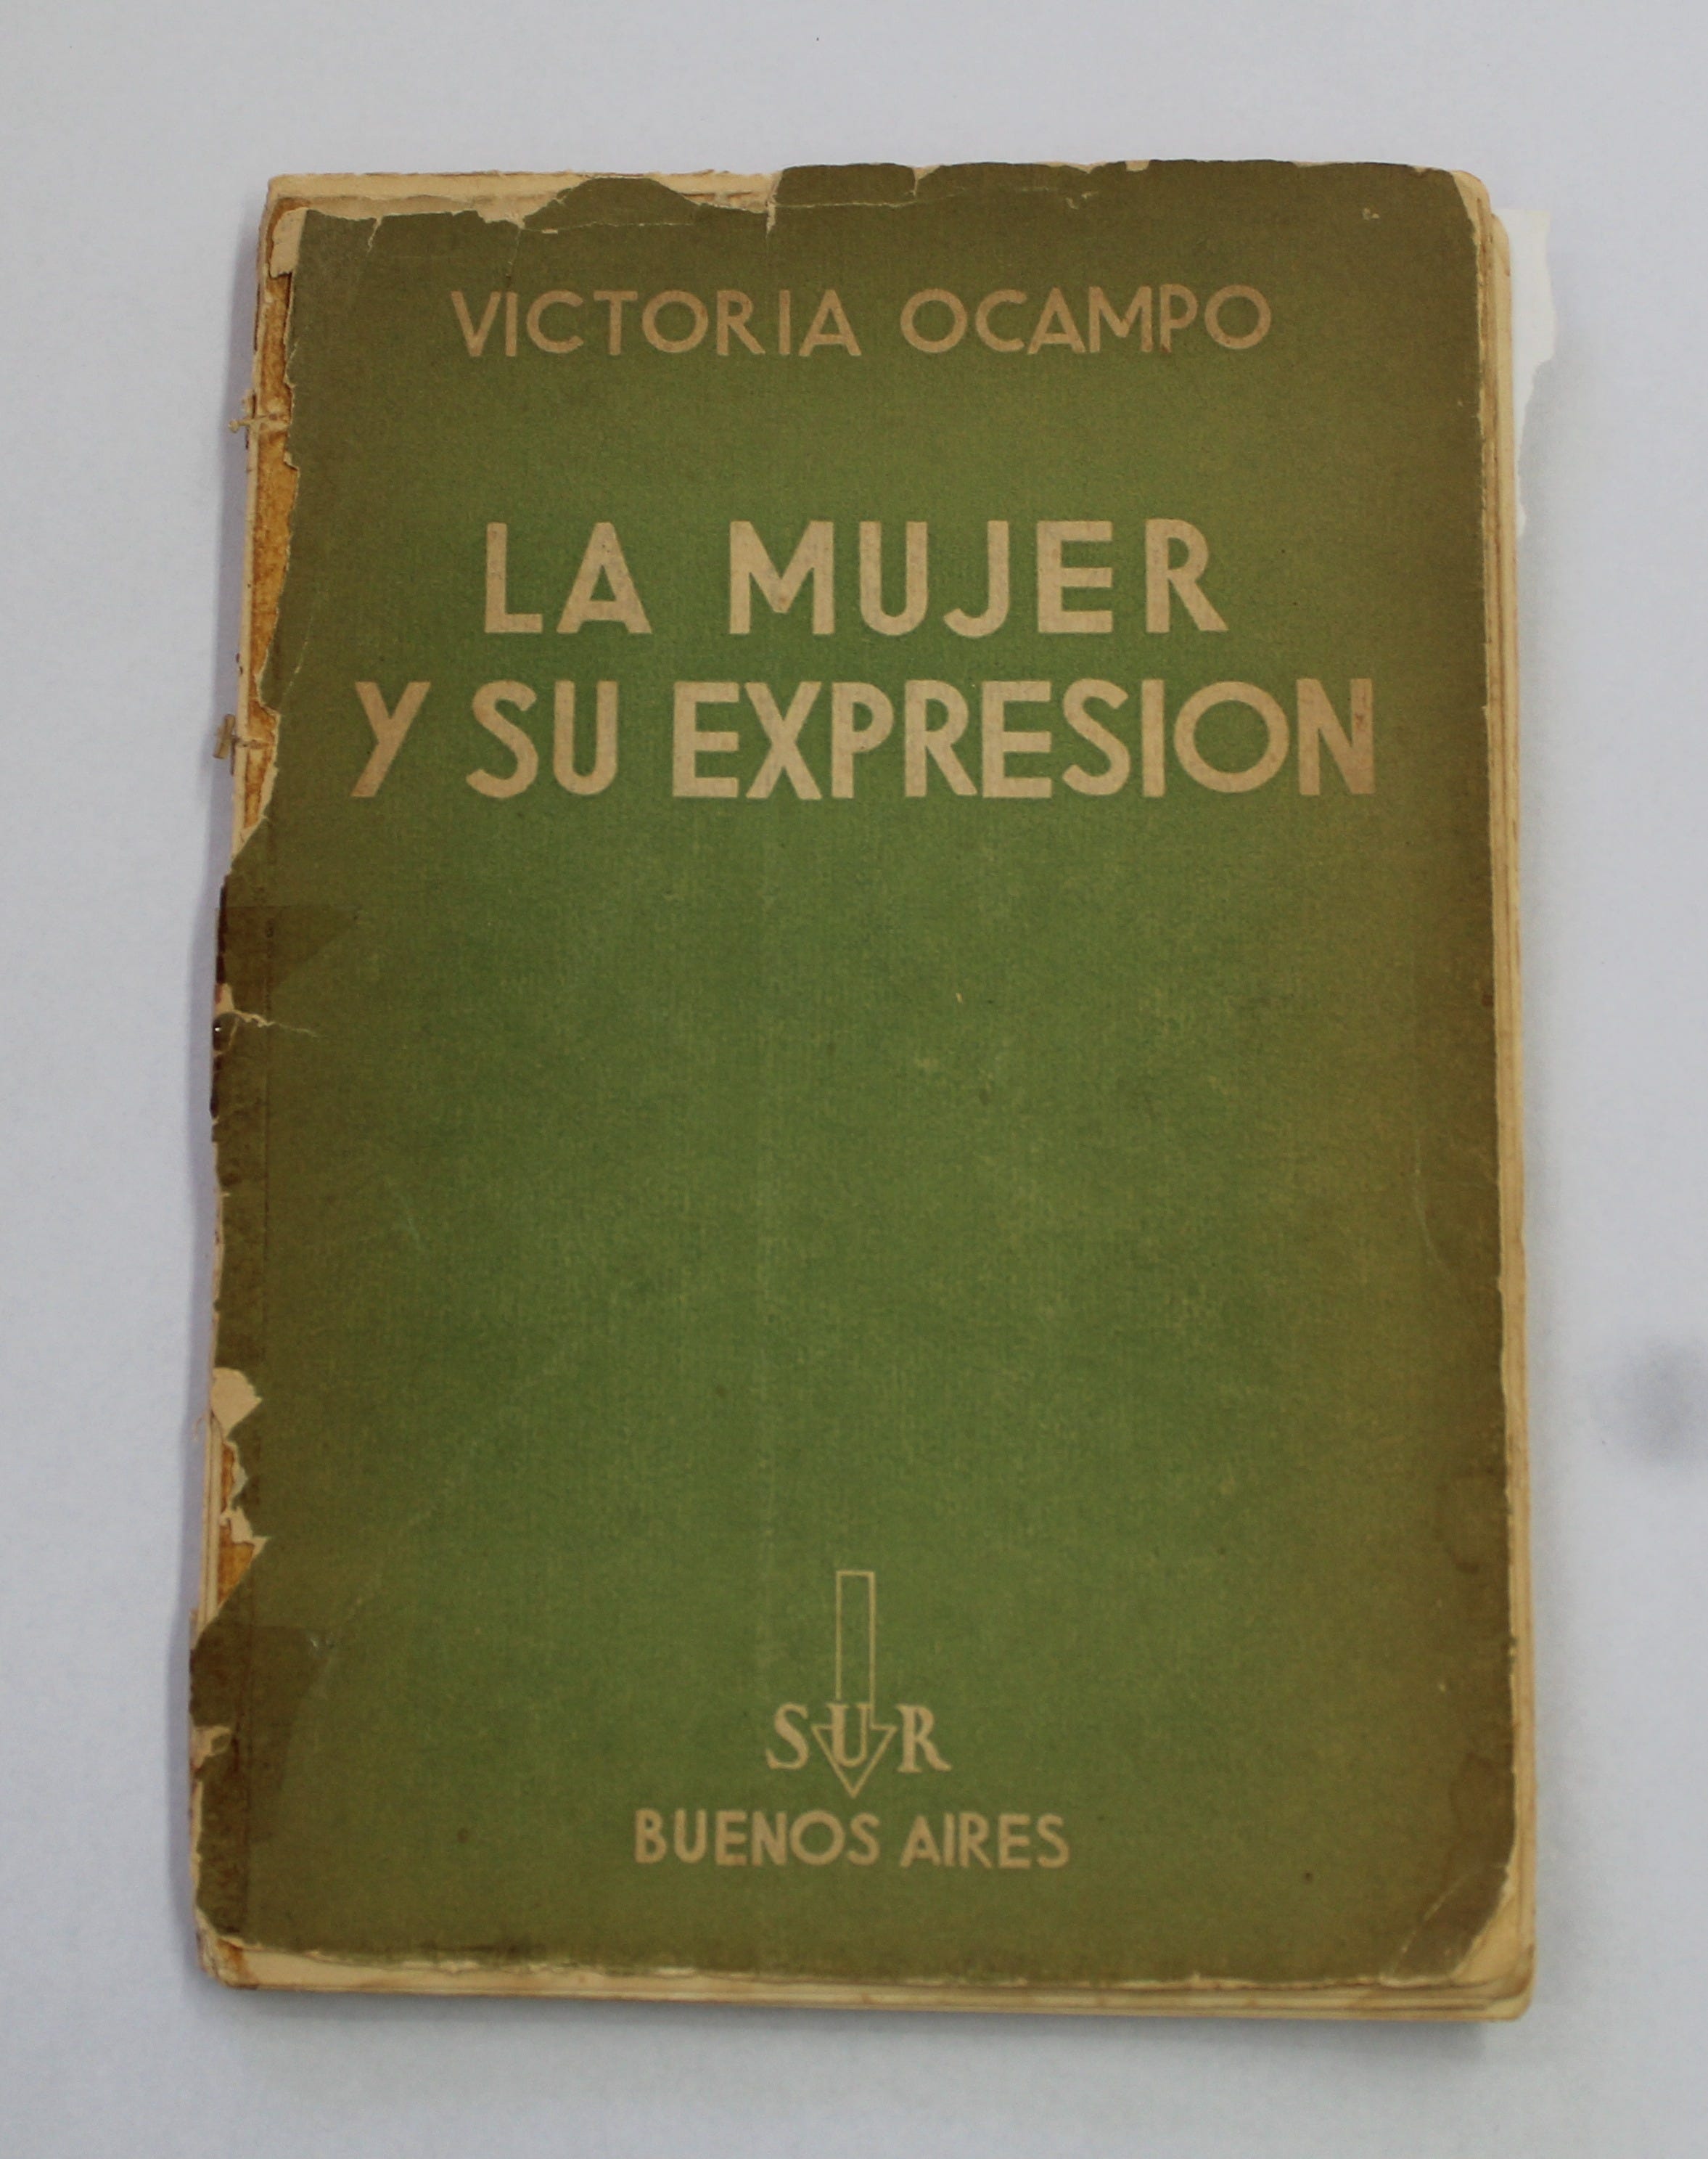 VICTORIA OCAMPO
LA MUJER
Y SU EXPRESION
SUR
BUENOS AIRES